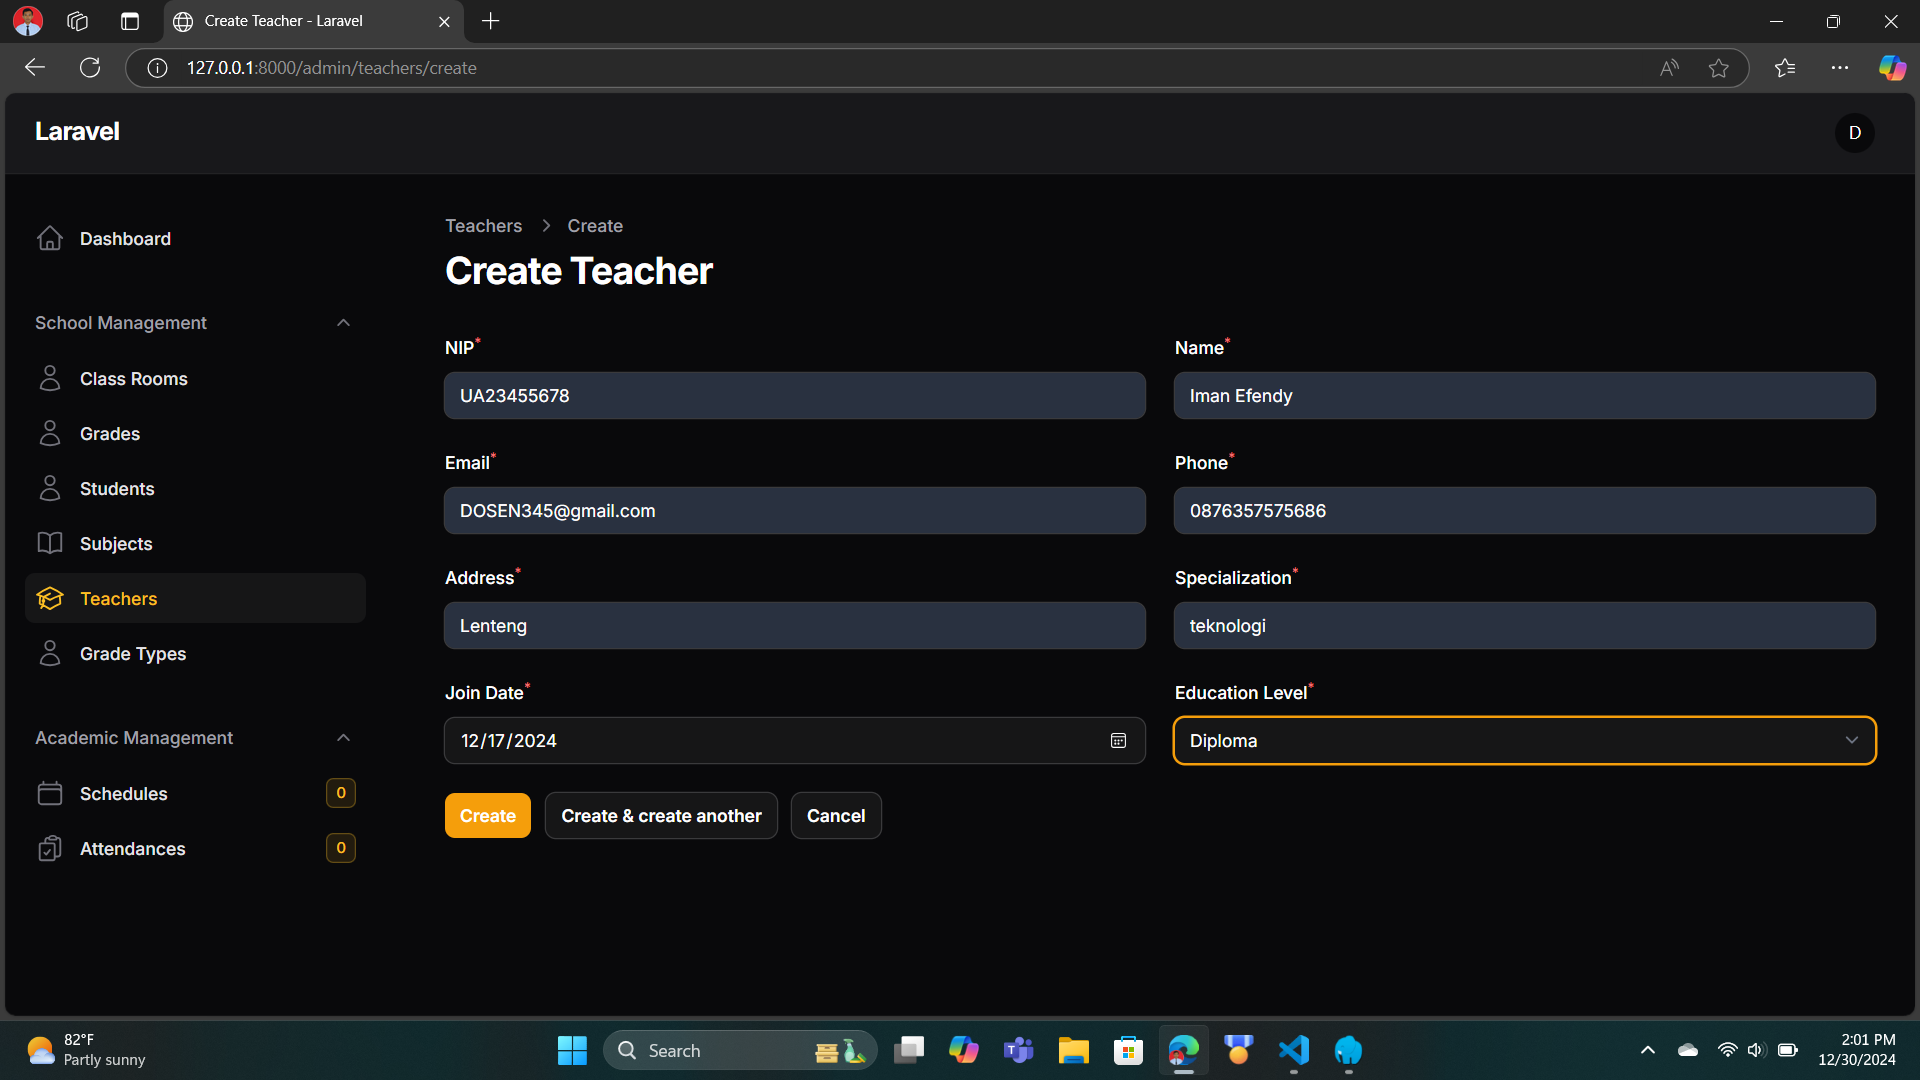 Create Teacher - Laravel
127.0.0.1:8000/admin/teachers/create
Laravel
D
Dashboard
School Management
Class Rooms
Grades
Students
Subjects
Teachers
Grade Types
Academic Management
Schedules 0
Attendances 0
Teachers > Create
Create Teacher
NIP*
UA23455678
Name*
Iman Efendy
Email*
DOSEN345@gmail.com
Phone*
0876357575686
Address*
Lenteng
Specialization*
teknologi
Join Date*
12/17/2024
Education Level*
Diploma
Create
Create & create another
Cancel
82°F
Partly sunny
Search
2:01 PM
12/30/2024